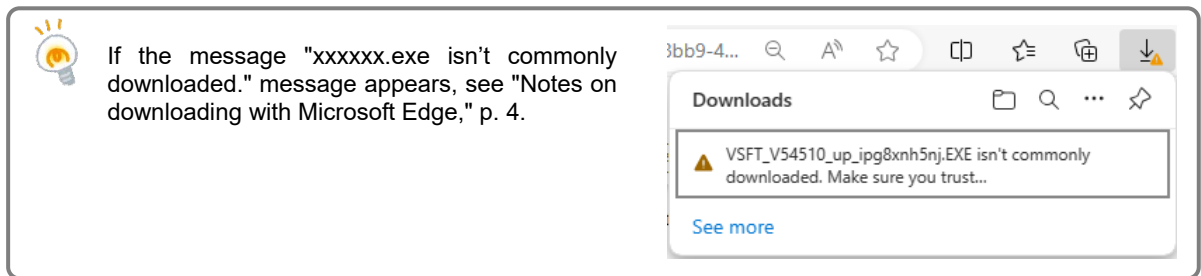 If the message "xxxxxx.exe isn't commonly
downloaded." message appears, see "Notes on
downloading with Microsoft Edge," p. 4.
3bb9-4...
Downloads
VSFT_V54510_up_ipg8xnh5nj.EXE isn't commonly
downloaded. Make sure you trust...
See more